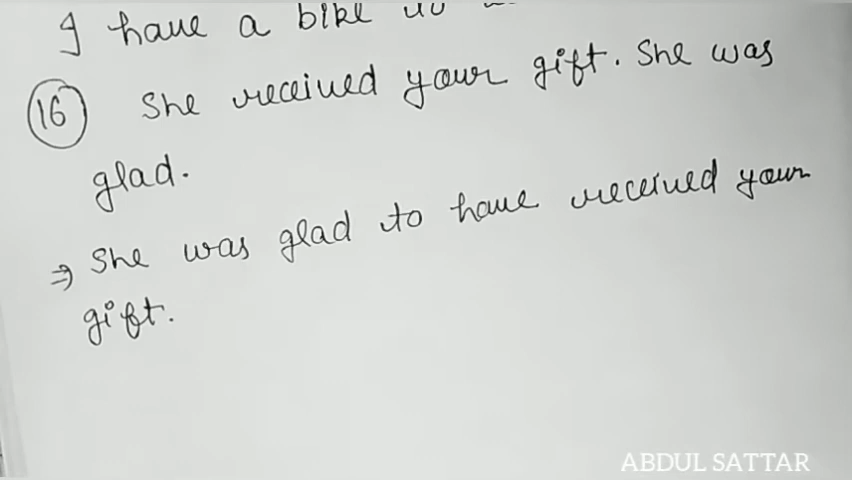 I have a bike
(16) She received your gift. She was
glad.
⇒ She was glad to have received your
gift.
ABDUL SATTAR